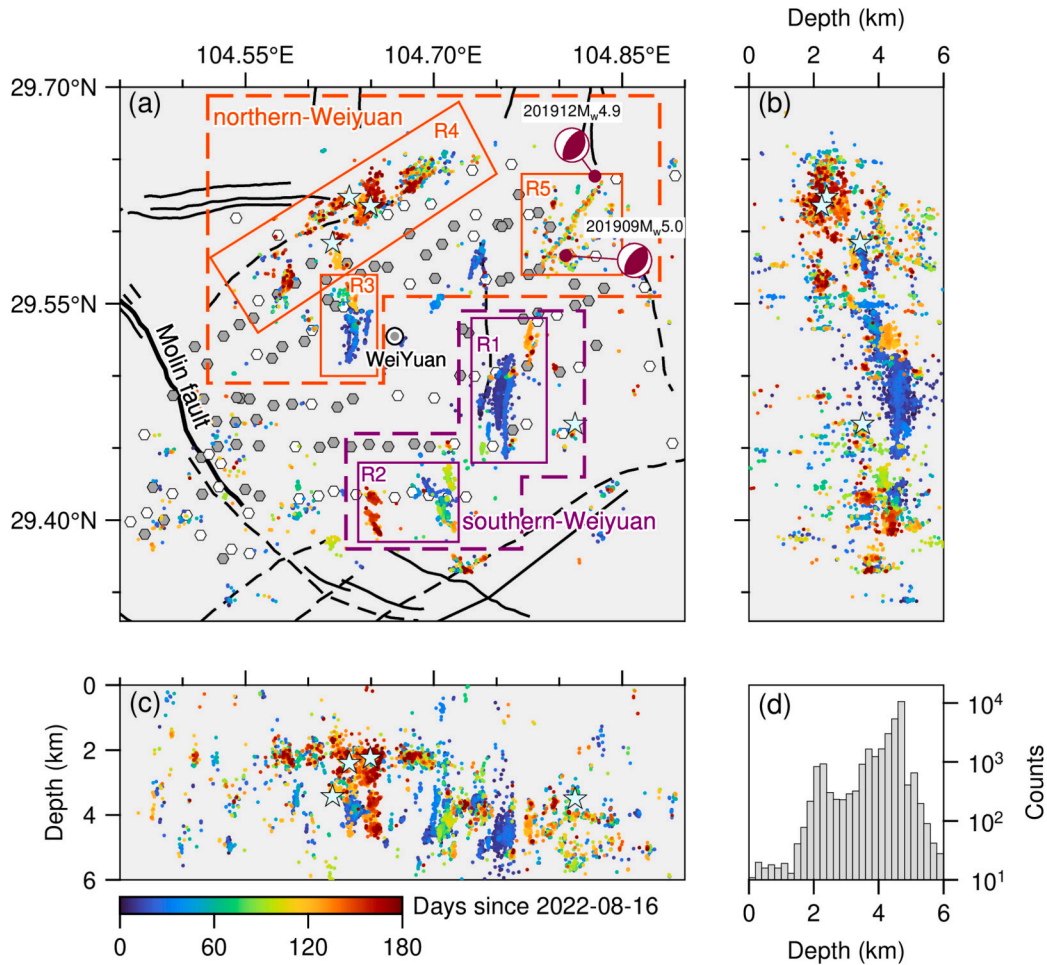 Depth (km)
104.55°E 104.70°E 104.85°E
0 2 4 6
29.70°N
29.55°N
29.40°N
(a)
northern-Weiyuan
R4
201912Mw4.9
R5
201909Mw5.0
R3
WeiYuan
R1
Molin fault
R2
southern-Weiyuan
(b)
Depth (km)
0
2
4
6
(c)
(d)
10⁴
10³
10²
10¹
Counts
0 2 4 6
Depth (km)
Days since 2022-08-16
0 60 120 180